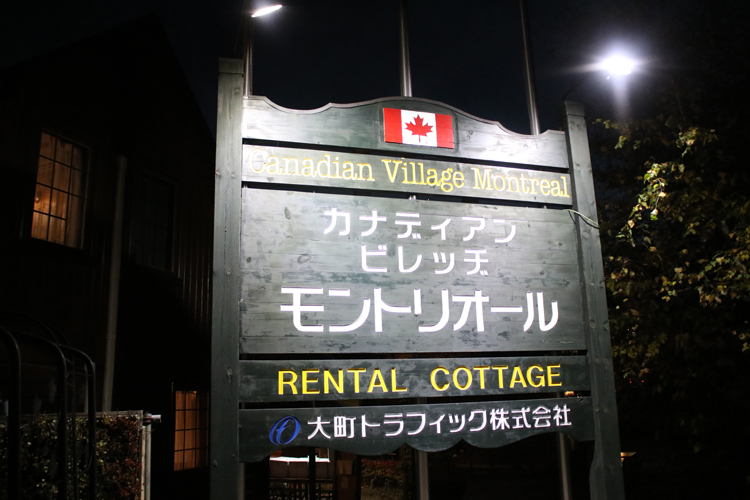 Canadian Village Montreal
カナディアン
ビレッヂ
モントリオール
RENTAL COTTAGE
大町トラフィック株式会社